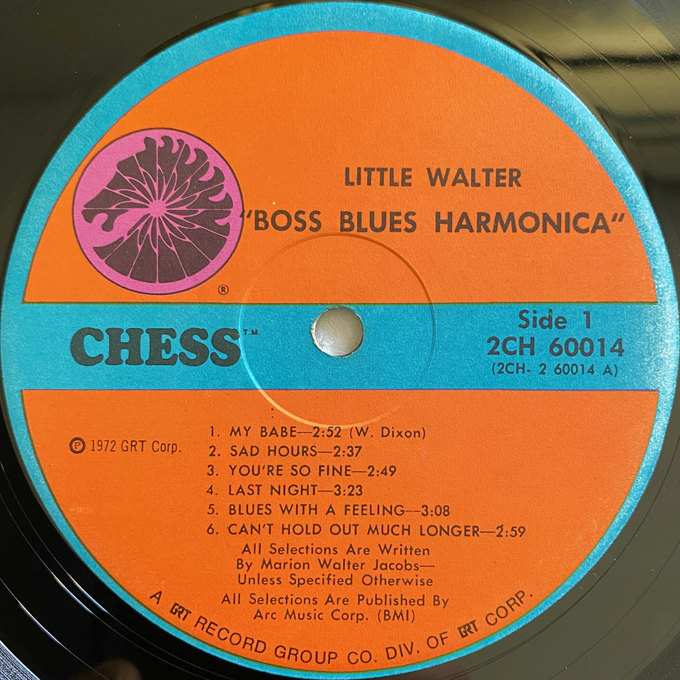 LITTLE WALTER
"BOSS BLUES HARMONICA"
®
CHESS T.M.
Side 1
2CH 60014
(2CH- 2 60014 A)
℗ 1972 GRT Corp.
1. MY BABE—2:52 (W. Dixon)
2. SAD HOURS—2:37
3. YOU'RE SO FINE—2:49
4. LAST NIGHT—3:23
5. BLUES WITH A FEELING—3:08
6. CAN'T HOLD OUT MUCH LONGER—2:59
All Selections Are Written
By Marion Walter Jacobs—
Unless Specified Otherwise
All Selections Are Published By
Arc Music Corp. (BMI)
A GRT RECORD GROUP CO. DIV. OF GRT CORP.